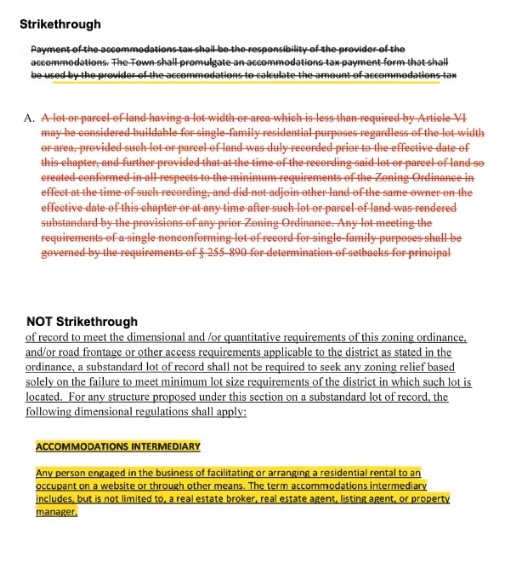 Strikethrough
Payment of the accommodations tax shall be the responsibility of the provider of the
accommodations. The Town shall promulgate an accommodations tax payment form that shall
be used by the provider of the accommodations to calculate the amount of accommodations tax
A. A lot or parcel of land having a lot width or area which is less than required by Article VI
may be considered buildable for single-family residential purposes regardless of the lot width
or area, provided such lot or parcel of land was duly recorded prior to the effective date of
this chapter, and further provided that at the time of the recording said lot or parcel of land so
created conformed in all respects to the minimum requirements of the Zoning Ordinance in
effect at the time of such recording, and did not adjoin other land of the same owner on the
effective date of this chapter or at any time after such lot or parcel of land was rendered
substandard by the provisions of any prior Zoning Ordinance. Any lot meeting the
requirements of a single nonconforming lot of record for single-family purposes shall be
governed by the requirements of § 255-890 for determination of setbacks for principal
NOT Strikethrough
of record to meet the dimensional and /or quantitative requirements of this zoning ordinance,
and/or road frontage or other access requirements applicable to the district as stated in the
ordinance, a substandard lot of record shall not be required to seek any zoning relief based
solely on the failure to meet minimum lot size requirements of the district in which such lot is
located. For any structure proposed under this section on a substandard lot of record, the
following dimensional regulations shall apply:
ACCOMMODATIONS INTERMEDIARY
Any person engaged in the business of facilitating or arranging a residential rental to an
occupant on a website or through other means. The term accommodations intermediary
includes, but is not limited to, a real estate broker, real estate agent, listing agent, or property
manager.